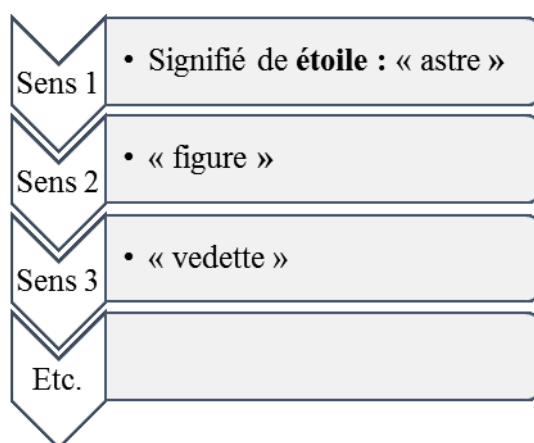 Sens 1
• Signifié de étoile : « astre »
Sens 2
• « figure »
Sens 3
• « vedette »
Etc.